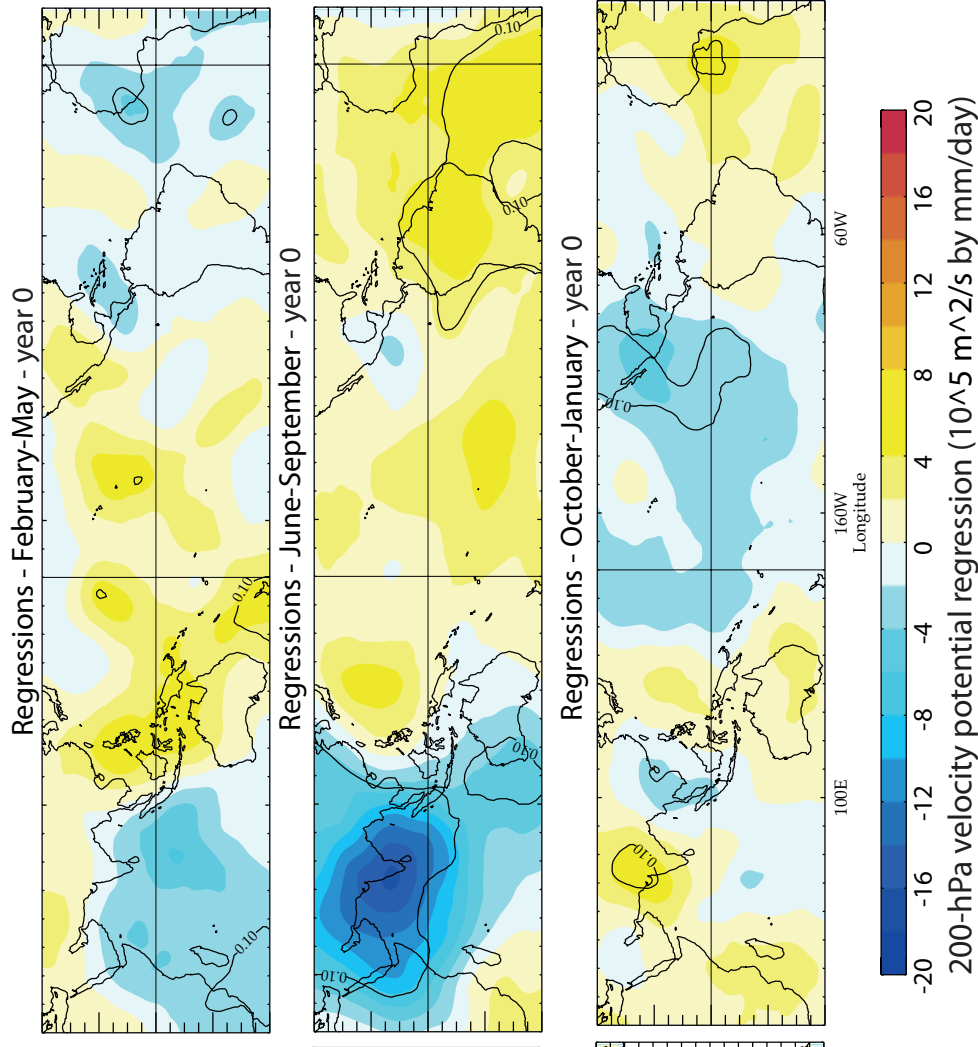 Regressions - February-May - year 0
0.10
0.10
Regressions - June-September - year 0
0.10
0.10
0.10
0.10
Regressions - October-January - year 0
0.10
0.10
100E
160W
60W
Longitude
-20 -16 -12 -8 -4 0 4 8 12 16 20
200-hPa velocity potential regression (10^5 m^2/s by mm/day)